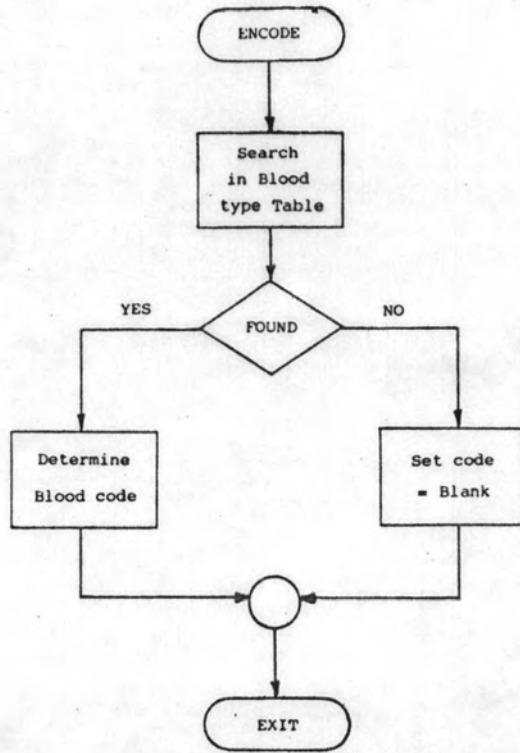 ENCODE
Search
in Blood
type Table
YES
FOUND
NO
Determine
Blood code
Set code
= Blank
EXIT